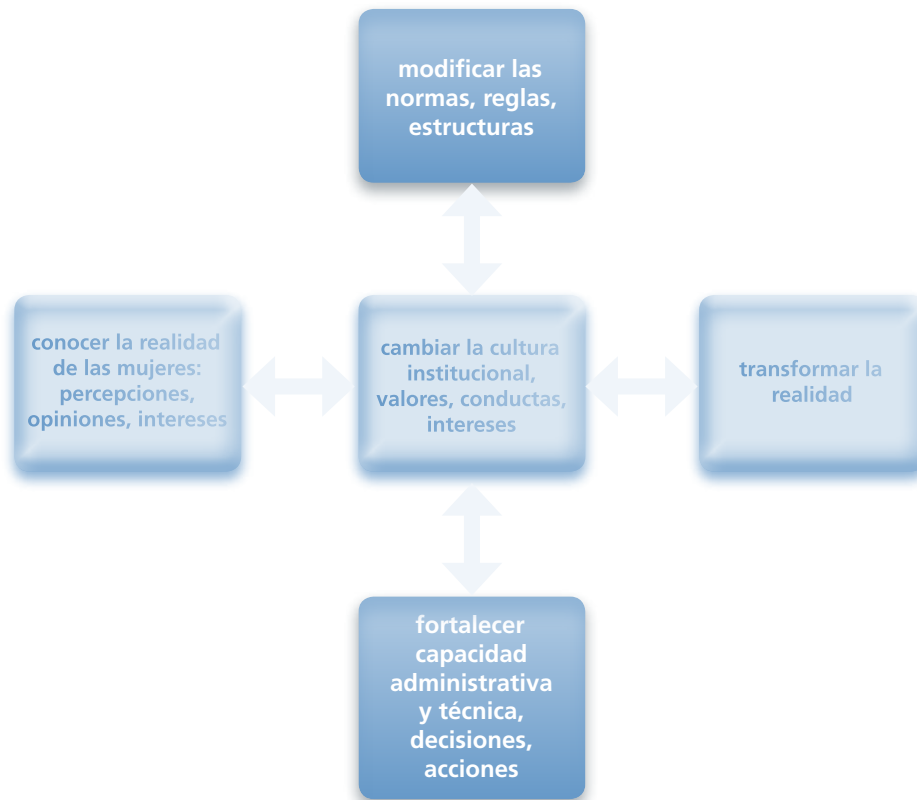 modificar las
normas, reglas,
estructuras
conocer la realidad
de las mujeres:
percepciones,
opiniones, intereses
cambiar la cultura
institucional,
valores, conductas,
intereses
transformar la
realidad
fortalecer
capacidad
administrativa
y técnica,
decisiones,
acciones